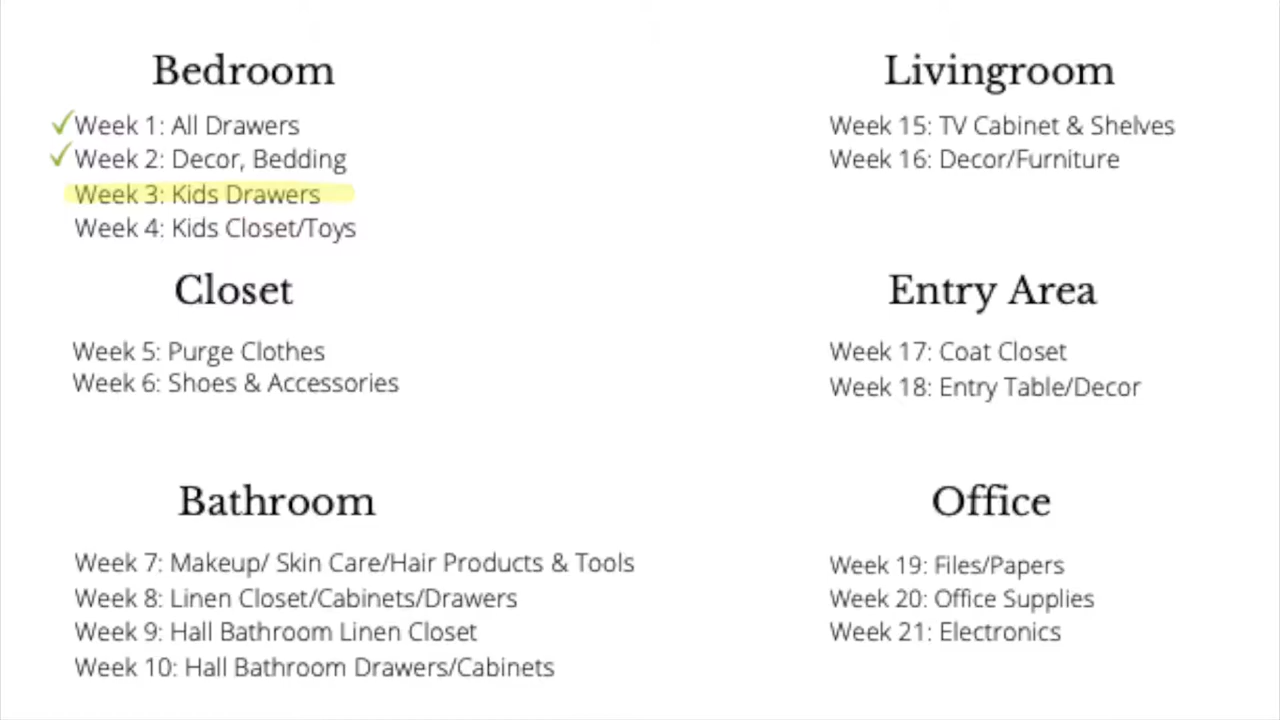 Bedroom
Week 1: All Drawers
Week 2: Decor, Bedding
Week 3: Kids Drawers
Week 4: Kids Closet/Toys
Closet
Week 5: Purge Clothes
Week 6: Shoes & Accessories
Bathroom
Week 7: Makeup/ Skin Care/Hair Products & Tools
Week 8: Linen Closet/Cabinets/Drawers
Week 9: Hall Bathroom Linen Closet
Week 10: Hall Bathroom Drawers/Cabinets
Livingroom
Week 15: TV Cabinet & Shelves
Week 16: Decor/Furniture
Entry Area
Week 17: Coat Closet
Week 18: Entry Table/Decor
Office
Week 19: Files/Papers
Week 20: Office Supplies
Week 21: Electronics